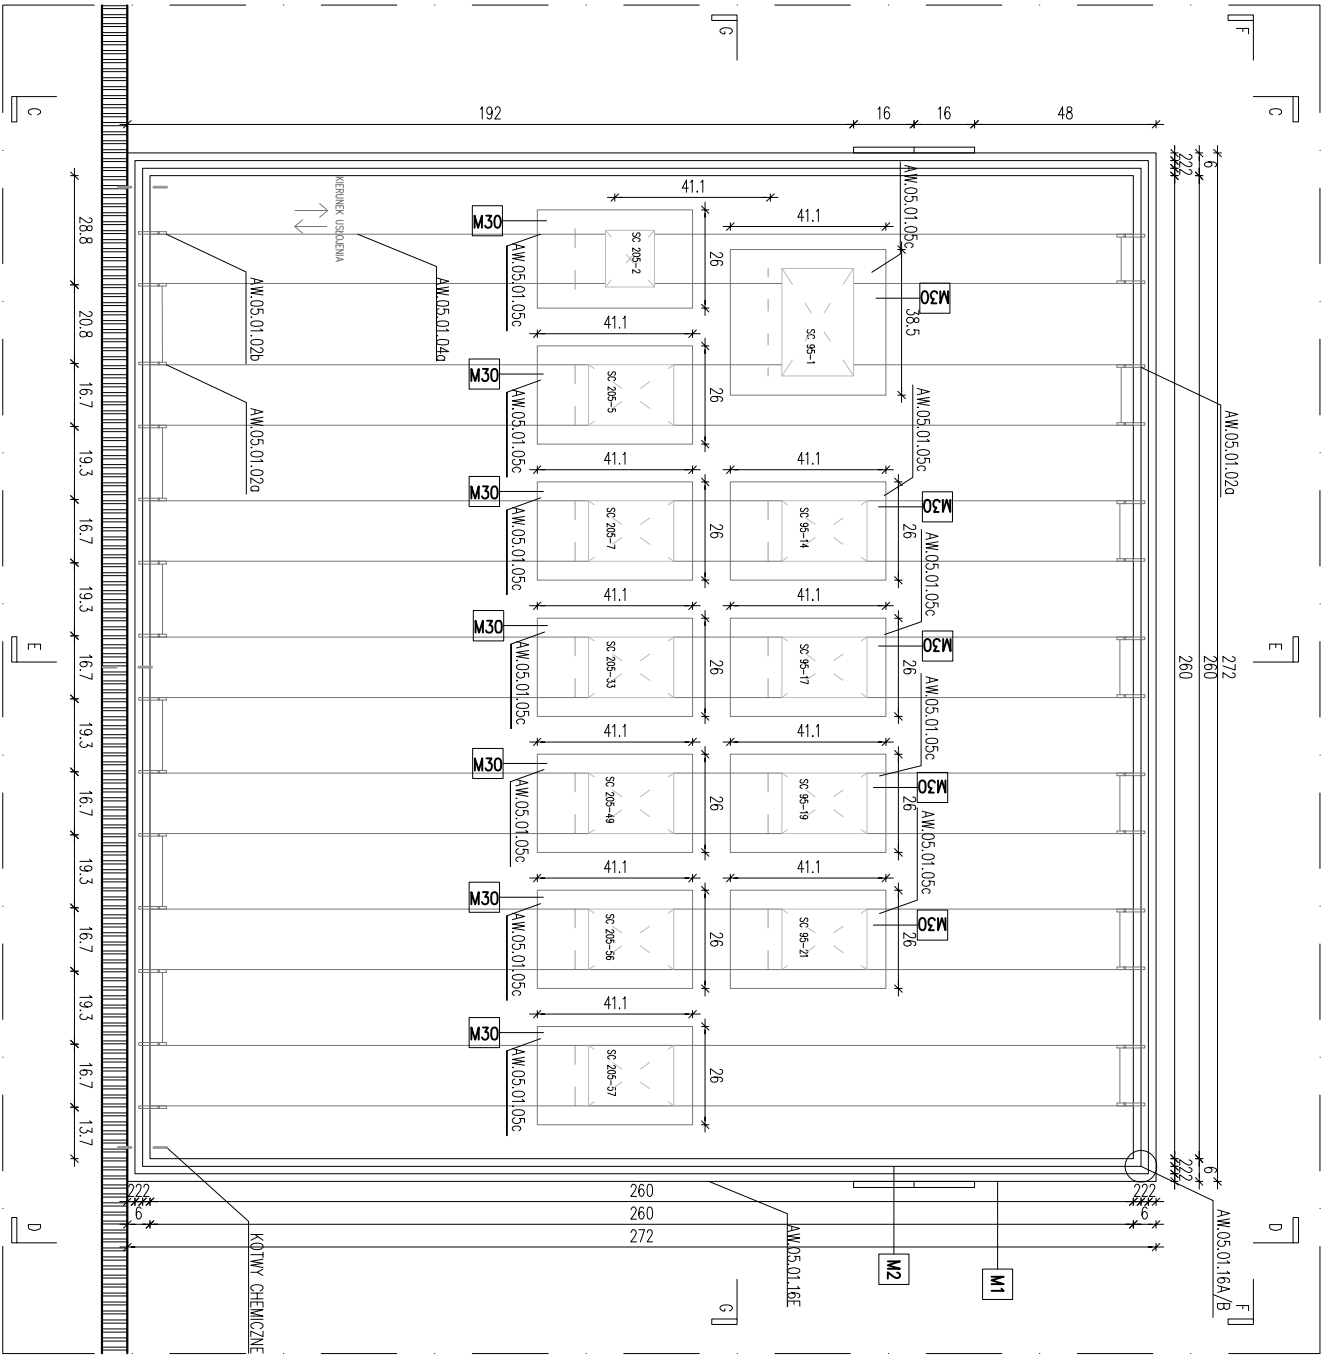 G
F
C
C
192
16
16
48
6
222
41.1
41.1
AW.05.01.05c
KIERUNEK USŁOJENIA
M30
SC 205-2
26
AW.05.01.05c
M30
38.5
SC 95-1
28.8
AW.05.01.02b
AW.05.01.04a
20.8
41.1
M30
SC 205-5
26
AW.05.01.05c
AW.05.01.05c
AW.05.01.02a
16.7
AW.05.01.02a
19.3
41.1
41.1
M30
SC 205-7
26
SC 95-14
M30
26
AW.05.01.05c
AW.05.01.05c
16.7
19.3
41.1
41.1
M30
SC 205-33
26
SC 95-17
M30
26
AW.05.01.05c
AW.05.01.05c
E
E
16.7
260
260
272
19.3
41.1
41.1
M30
SC 205-49
26
SC 95-19
M30
26
AW.05.01.05c
AW.05.01.05c
16.7
19.3
41.1
41.1
M30
SC 205-56
26
SC 95-21
M30
26
AW.05.01.05c
16.7
19.3
41.1
M30
SC 205-57
26
AW.05.01.05c
16.7
13.7
222
6
222
260
222
6
260
6
272
D
D
KOTWY CHEMICZNE
AW.05.01.16E
M2
M1
AW.05.01.16A/B
G
F